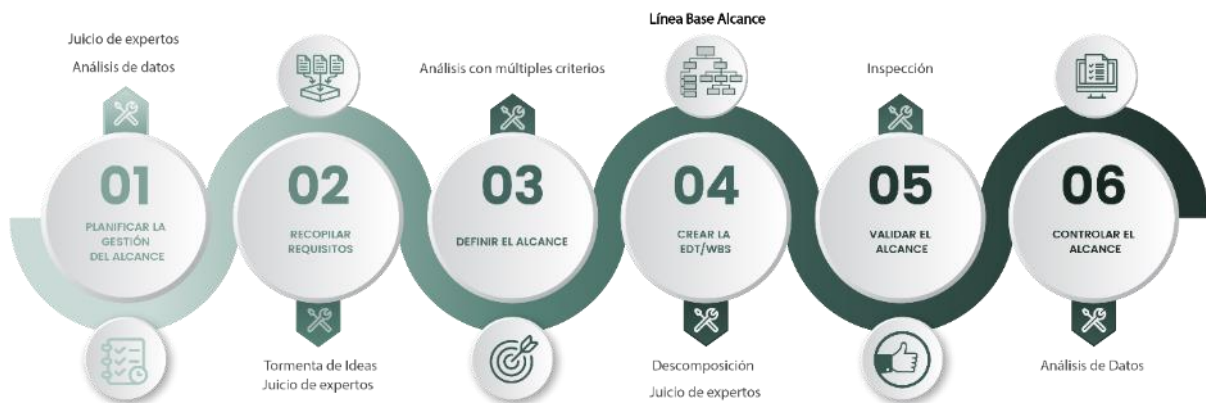 Juicio de expertos
Análisis de datos
01
PLANIFICAR LA
GESTIÓN
DEL ALCANCE
02
RECOPILAR
REQUISITOS
Tormenta de Ideas
Juicio de expertos
Análisis con múltiples criterios
03
DEFINIR EL ALCANCE
Línea Base Alcance
04
CREAR LA
EDT/WBS
Descomposición
Juicio de expertos
Inspección
05
VALIDAR EL
ALCANCE
06
CONTROLAR EL
ALCANCE
Análisis de Datos